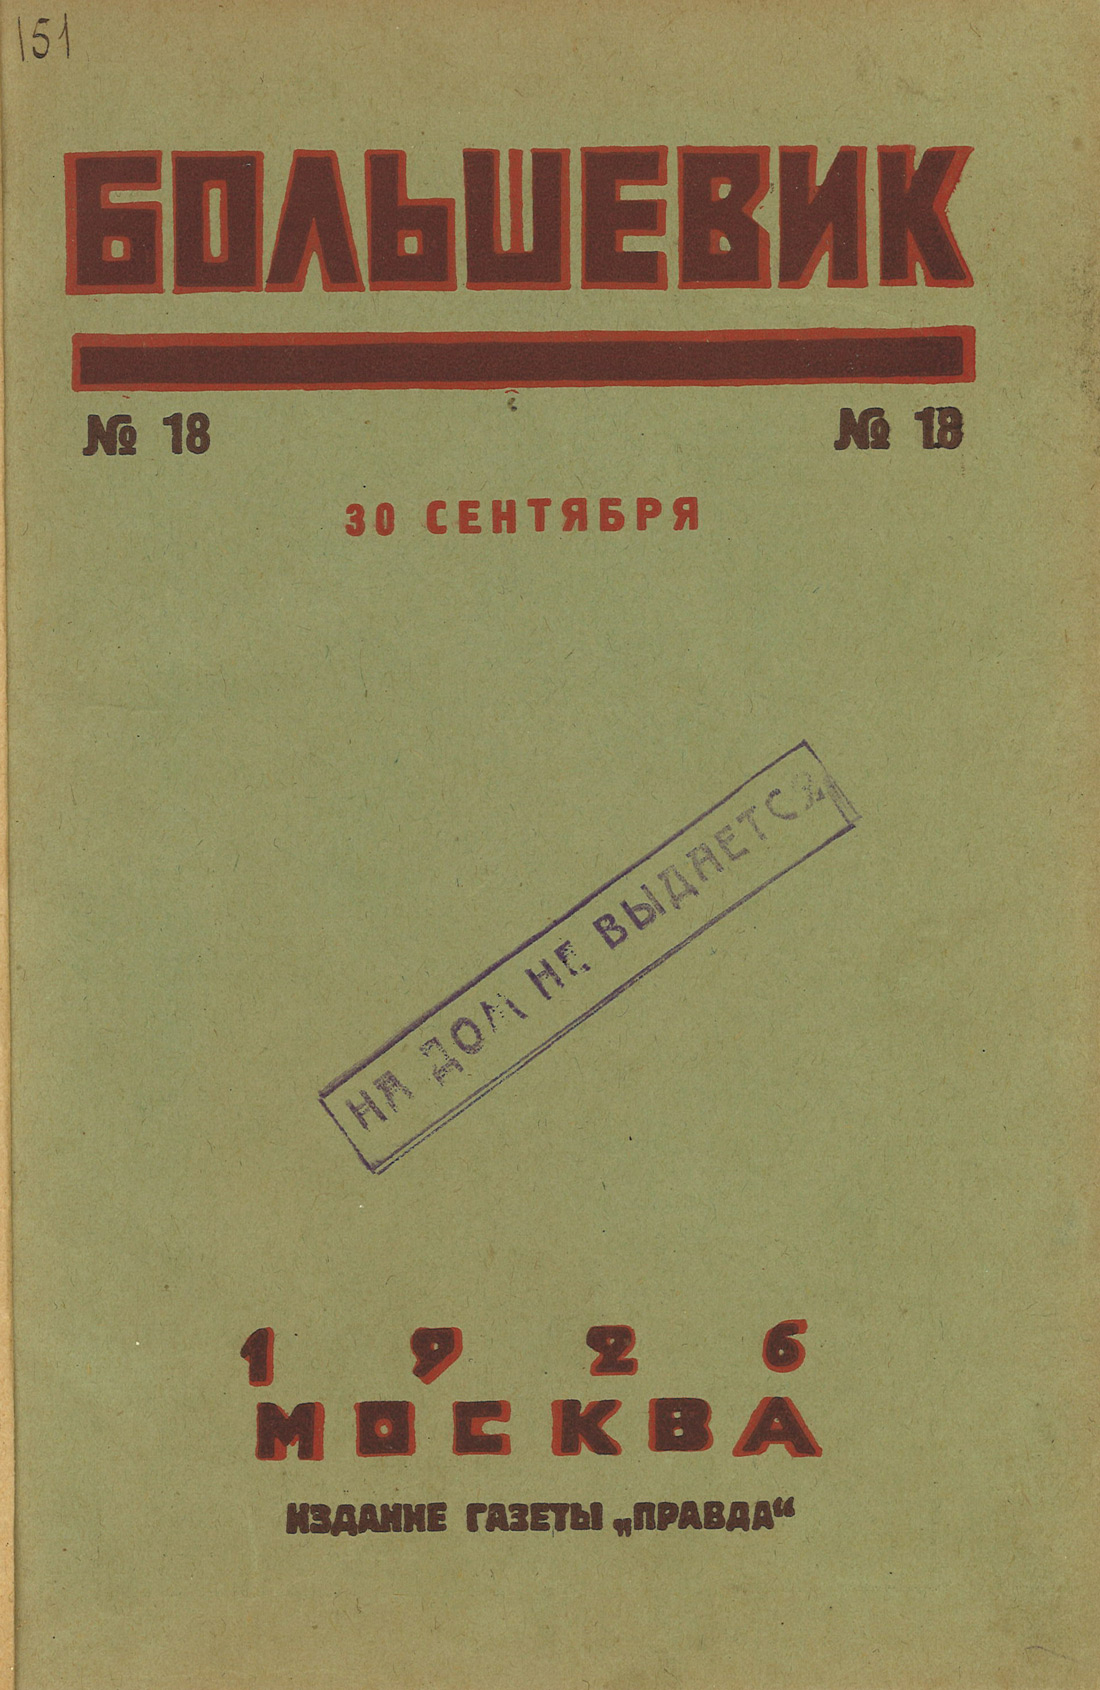 151
БОЛЬШЕВИК
№ 18 № 18
30 СЕНТЯБРЯ
НА ДОМ НЕ ВЫДАЕТСЯ
1926
МОСКВА
ИЗДАНИЕ ГАЗЕТЫ „ПРАВДА“